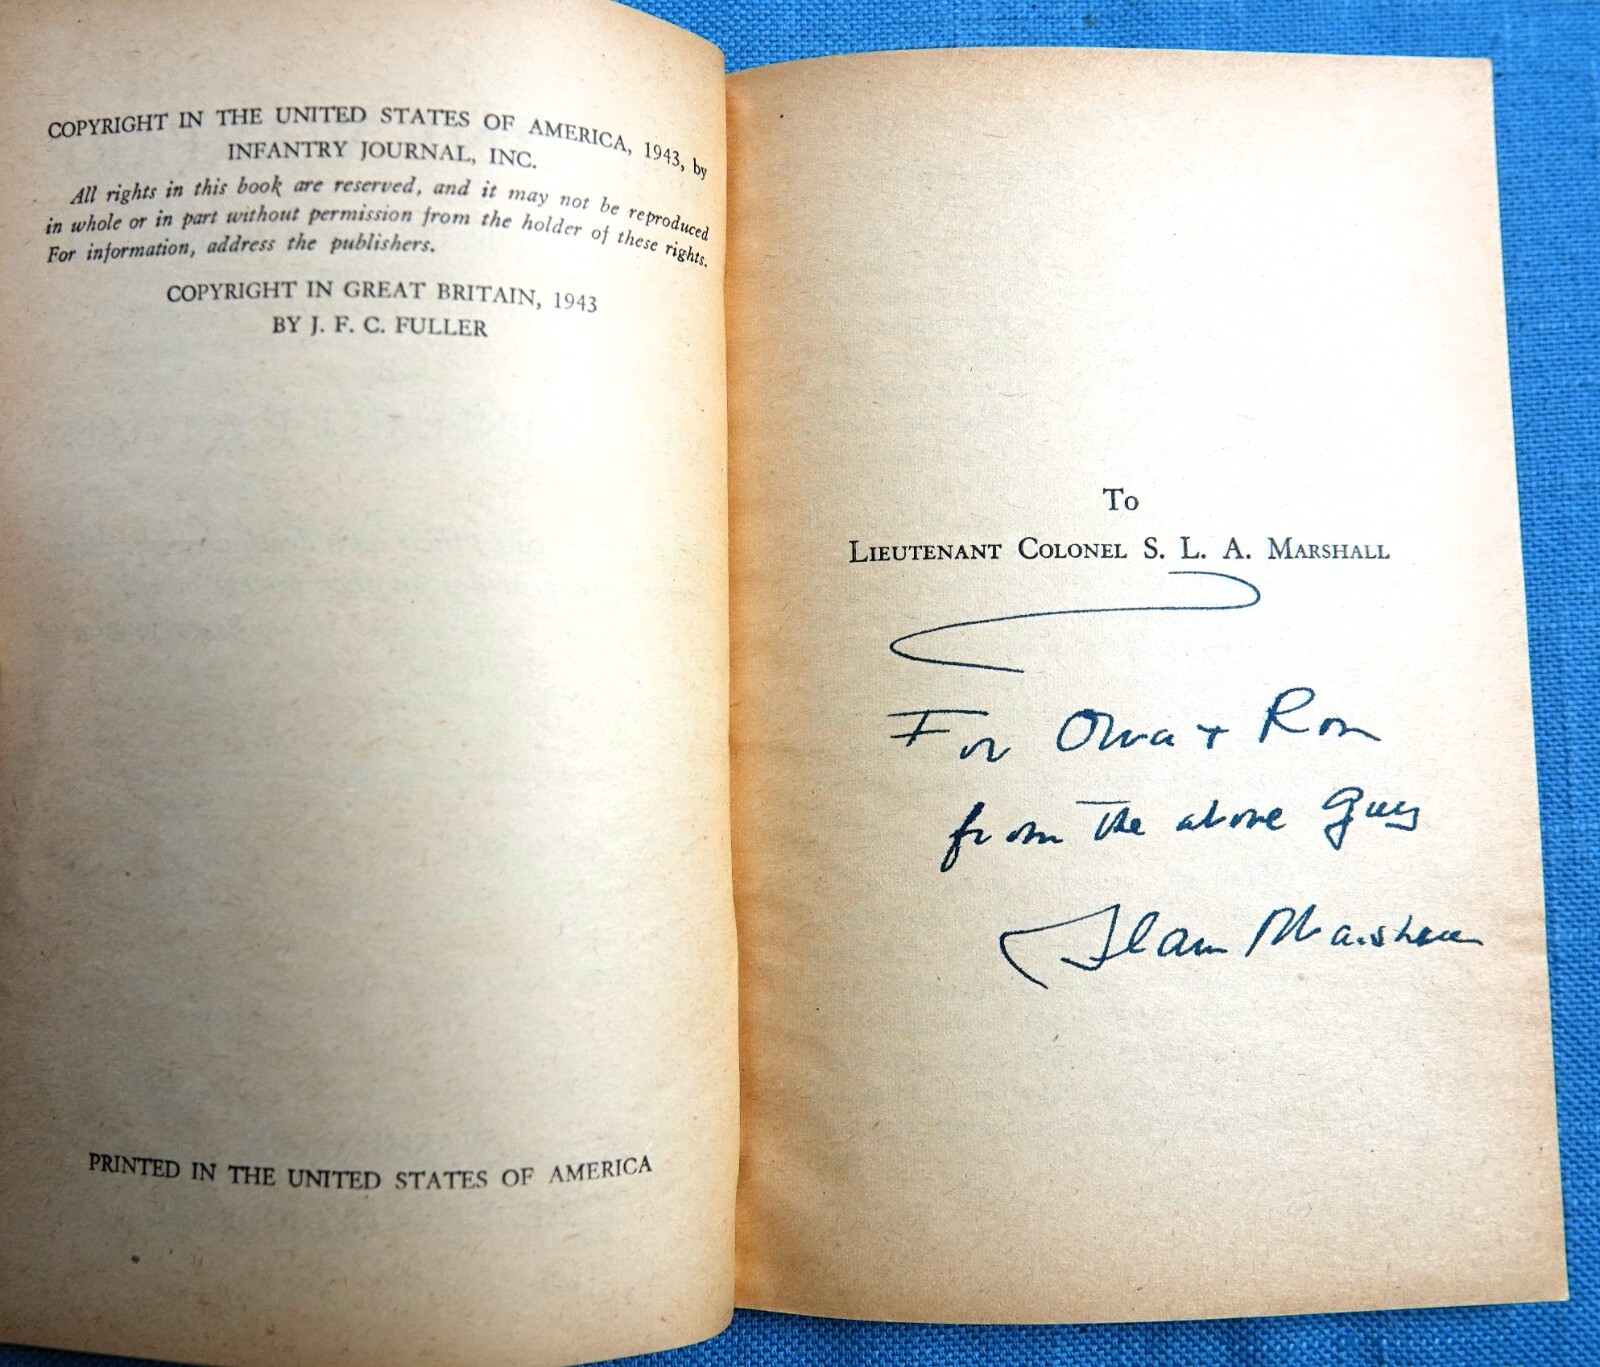 COPYRIGHT IN THE UNITED STATES OF AMERICA, 1943, by
INFANTRY JOURNAL, INC.
All rights in this book are reserved, and it may not be reproduced
in whole or in part without permission from the holder of these rights.
For information, address the publishers.
COPYRIGHT IN GREAT BRITAIN, 1943
BY J. F. C. FULLER
PRINTED IN THE UNITED STATES OF AMERICA
To
LIEUTENANT COLONEL S. L. A. MARSHALL
For + Ron
from the above guy
Slam Marshall